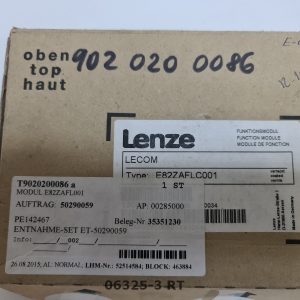 oben
top
haut
902 020 0086
Lenze
FUNKTIONSMODUL
FUNCTION MODULE
MODULE DE FONCTION
LECOM
Type: E82ZAFLC001
1 ST
T9020200086 a
MODUL E82ZAFL001
AUFTRAG: 50290059
AP: 00285000
0034
PE142467
Beleg-Nr 35351230
ENTNAHME-SET ET-50290059
Info: / 002 /
26.08.2015; AL: NORMAL, LHM-Nr.: 52514584; BLOCK: 463884
06325-3 RT